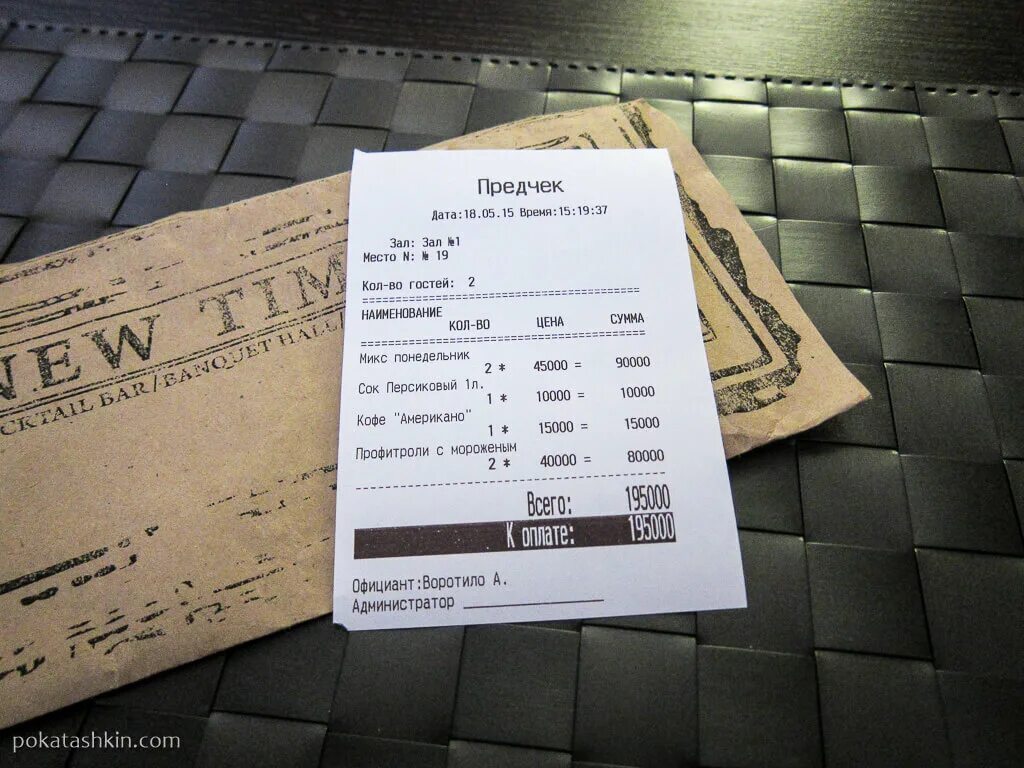 Предчек
Дата:18.05.15 Время:15:19:37
Зал: Зал №1
Место N: № 19
Кол-во гостей: 2
================================================
НАИМЕНОВАНИЕ
КОЛ-ВО ЦЕНА СУММА
================================================
Микс понедельник
2 * 45000 = 90000
Сок Персиковый 1л.
1 * 10000 = 10000
Кофе "Американо"
1 * 15000 = 15000
Профитроли с мороженым
2 * 40000 = 80000
------------------------------------------------
Всего: 195000
К оплате: 195000
Официант:Воротило А.
Администратор ____________________
NEW TIM
CKTAIL BAR/BANQUET HALL
pokatashkin.com